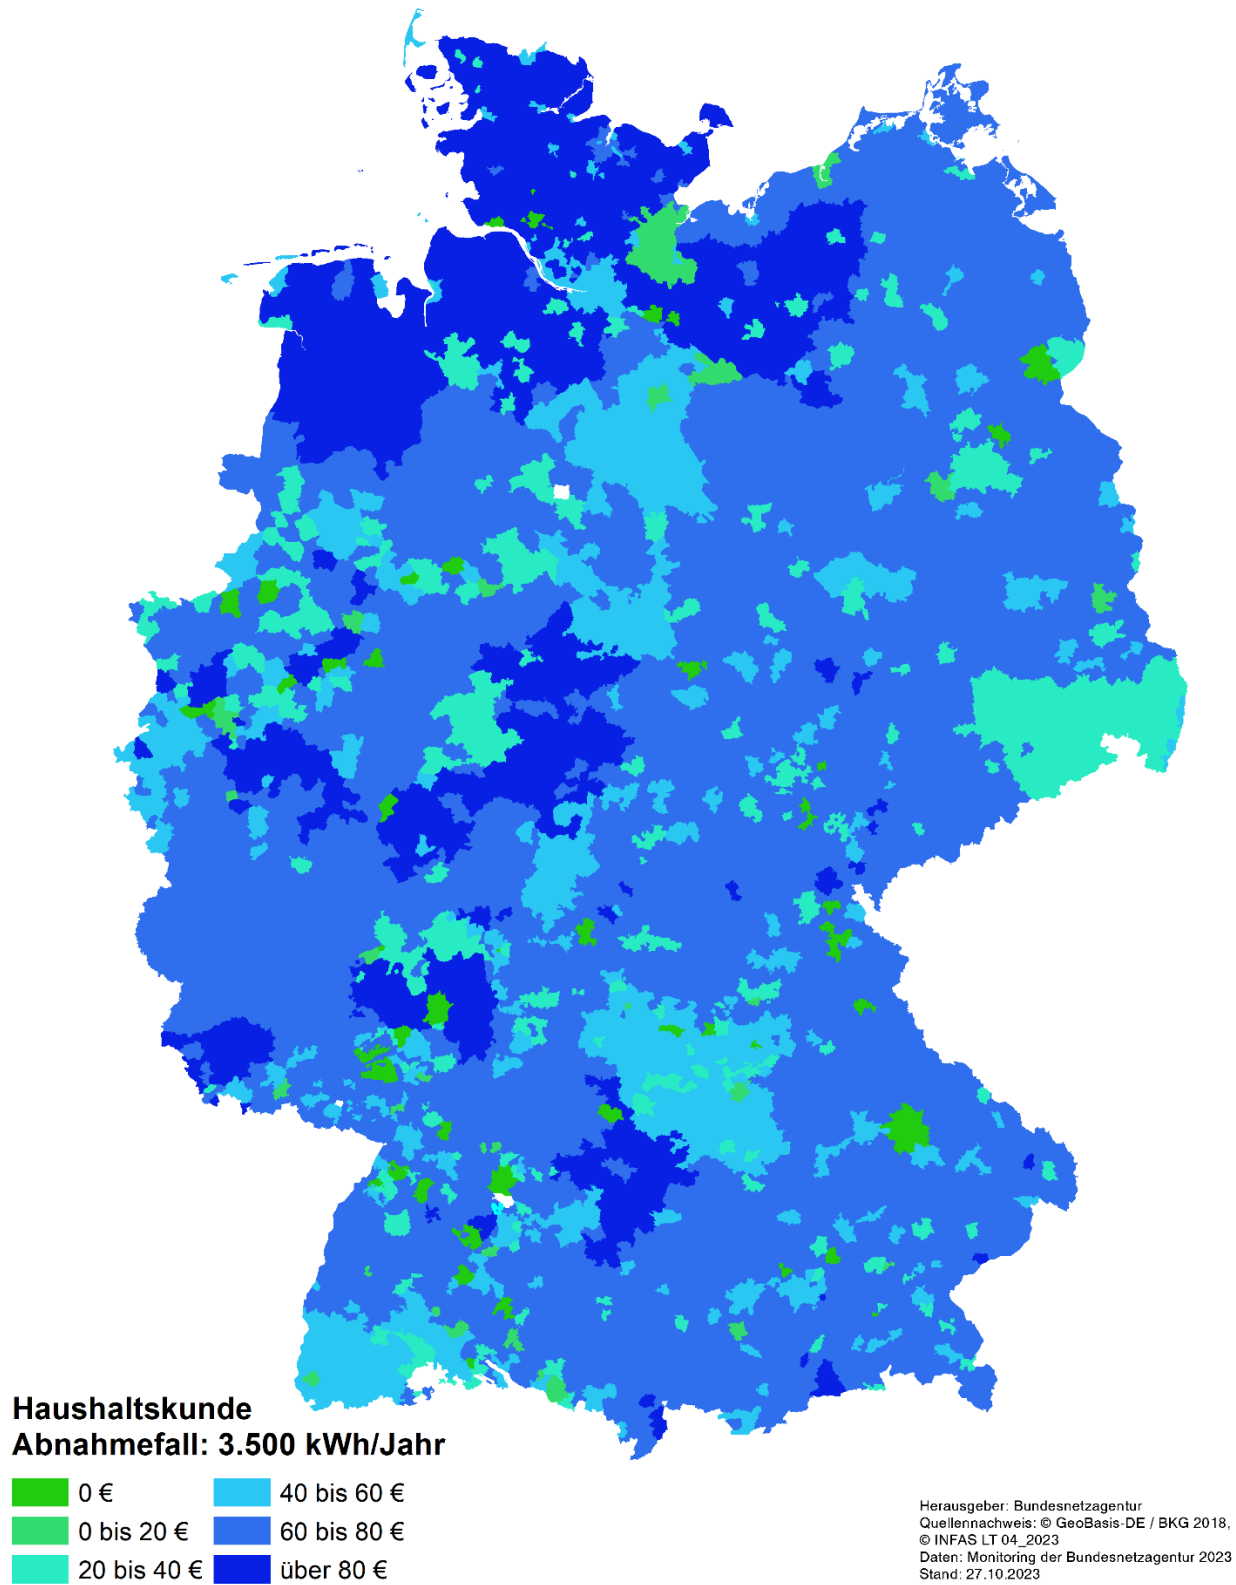 Haushaltskunde
Abnahmefall: 3.500 kWh/Jahr
0 €
0 bis 20 €
20 bis 40 €
40 bis 60 €
60 bis 80 €
über 80 €
Herausgeber: Bundesnetzagentur
Quellennachweis: © GeoBasis-DE / BKG 2018,
© INFAS LT 04_2023
Daten: Monitoring der Bundesnetzagentur 2023
Stand: 27.10.2023